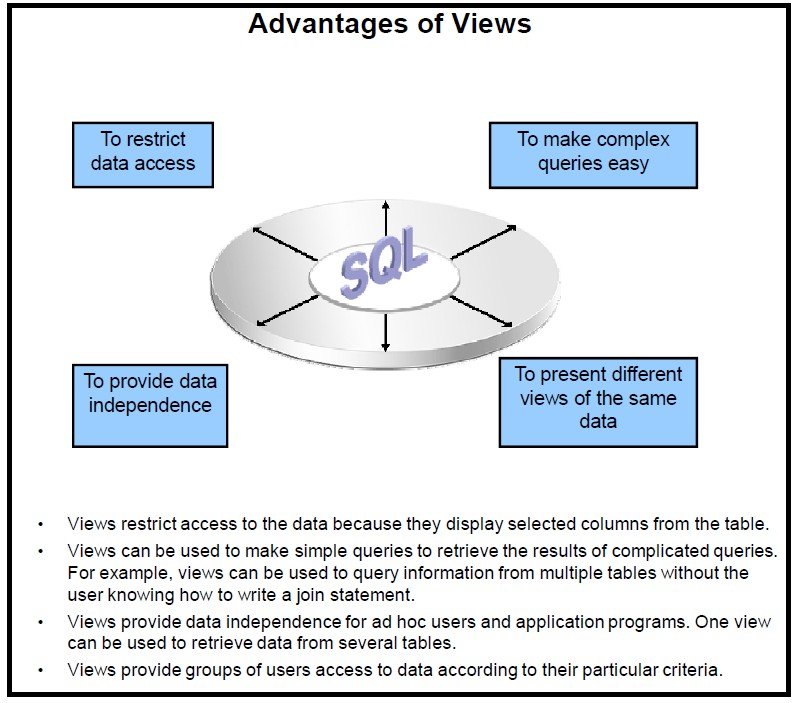 Advantages of Views
To restrict
data access
To make complex
queries easy
SQL
To provide data
independence
To present different
views of the same
data
• Views restrict access to the data because they display selected columns from the table.
• Views can be used to make simple queries to retrieve the results of complicated queries.
For example, views can be used to query information from multiple tables without the
user knowing how to write a join statement.
• Views provide data independence for ad hoc users and application programs. One view
can be used to retrieve data from several tables.
• Views provide groups of users access to data according to their particular criteria.